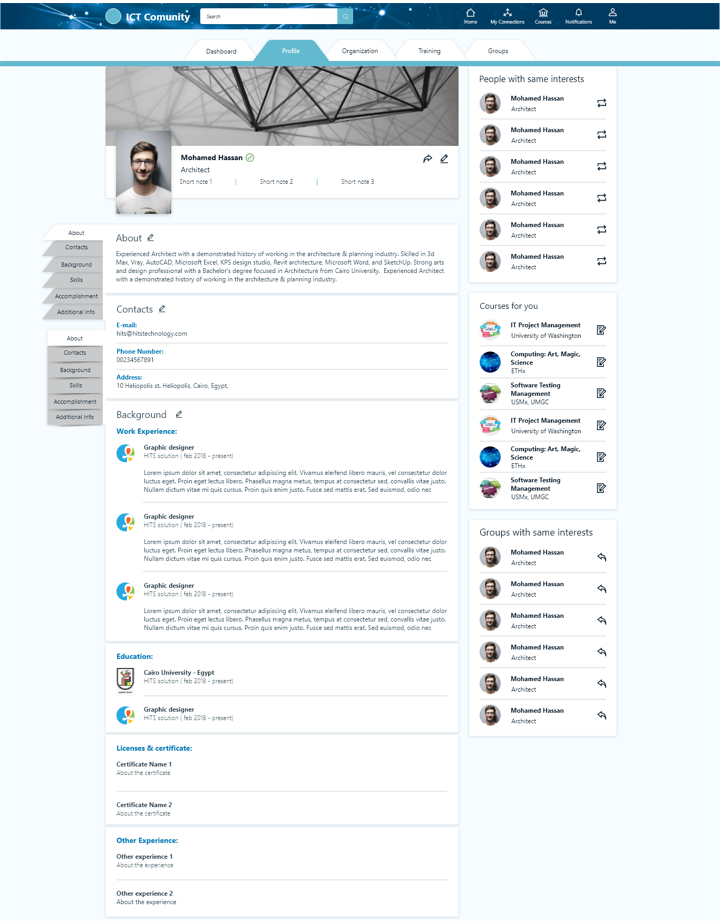 ICT Comunity
Search
Home
My Connections
Courses
Notifications
Me
Dashboard
Profile
Organization
Training
Groups
Mohamed Hassan
Architect
Short note 1 | Short note 2 | Short note 3
About
Contacts
Background
Skills
Accomplishment
Additional info
About
Contacts
Background
Skills
Accomplishment
Additional info
About
Experienced Architect with a demonstrated history of working in the architecture & planning industry. Skilled in 3d
Max, Vray, AutoCAD, Microsoft Excel, KPS design studio, Revit architecture, Microsoft Word, and SketchUp. Strong arts
and design professional with a Bachelor's degree focused in Architecture from Cairo University. Experienced Architect
with a demonstrated history of working in the architecture & planning industry.
Contacts
E-mail:
hits@hitstechnology.com
Phone Number:
00234567891
Address:
10 Heliopolis st. Heliopolis, Cairo, Egypt.
Background
Work Experience:
Graphic designer
HITS solution ( feb 2018 - present)
Lorem ipsum dolor sit amet, consectetur adipiscing elit. Vivamus eleifend libero mauris, vel consectetur dolor
luctus eget. Proin eget lectus libero. Phasellus magna metus, tempus at consectetur sed, convallis vitae justo.
Nullam dictum vitae mi quis cursus. Proin quis enim justo. Fusce sed mattis erat. Sed euismod, odio nec
Graphic designer
HITS solution ( feb 2018 - present)
Lorem ipsum dolor sit amet, consectetur adipiscing elit. Vivamus eleifend libero mauris, vel consectetur dolor
luctus eget. Proin eget lectus libero. Phasellus magna metus, tempus at consectetur sed, convallis vitae justo.
Nullam dictum vitae mi quis cursus. Proin quis enim justo. Fusce sed mattis erat. Sed euismod, odio nec
Graphic designer
HITS solution ( feb 2018 - present)
Lorem ipsum dolor sit amet, consectetur adipiscing elit. Vivamus eleifend libero mauris, vel consectetur dolor
luctus eget. Proin eget lectus libero. Phasellus magna metus, tempus at consectetur sed, convallis vitae justo.
Nullam dictum vitae mi quis cursus. Proin quis enim justo. Fusce sed mattis erat. Sed euismod, odio nec
Education:
Cairo University - Egypt
HITS solution ( feb 2018 - present)
Graphic designer
HITS solution ( feb 2018 - present)
Licenses & certificate:
Certificate Name 1
About the certificate
Certificate Name 2
About the certificate
Other Experience:
Other experience 1
About the experience
Other experience 2
About the experience
People with same interests
Mohamed Hassan
Architect
Mohamed Hassan
Architect
Mohamed Hassan
Architect
Mohamed Hassan
Architect
Mohamed Hassan
Architect
Mohamed Hassan
Architect
Courses for you
IT Project Management
University of Washington
Computing: Art, Magic,
Science
ETHx
Software Testing
Management
USMx, UMGC
IT Project Management
University of Washington
Computing: Art, Magic,
Science
ETHx
Software Testing
Management
USMx, UMGC
Groups with same interests
Mohamed Hassan
Architect
Mohamed Hassan
Architect
Mohamed Hassan
Architect
Mohamed Hassan
Architect
Mohamed Hassan
Architect
Mohamed Hassan
Architect